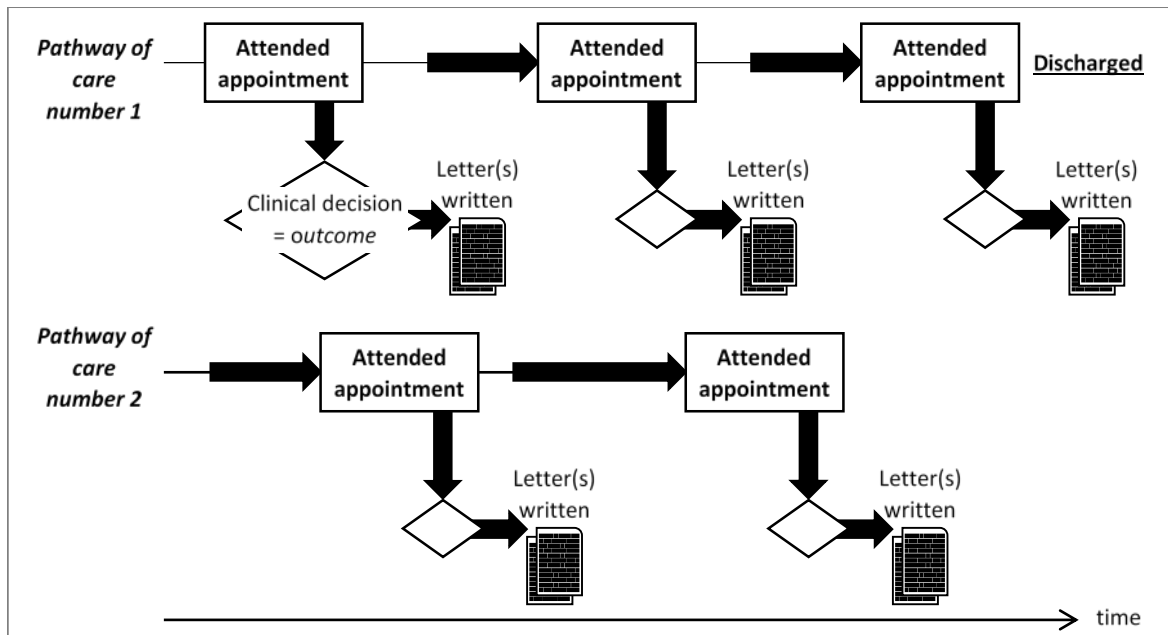 Pathway of
care
number 1
Attended
appointment
Attended
appointment
Attended
appointment
Discharged
Clinical decision
= outcome
Letter(s)
written
Letter(s)
written
Letter(s)
written
Pathway of
care
number 2
Attended
appointment
Attended
appointment
Letter(s)
written
Letter(s)
written
time